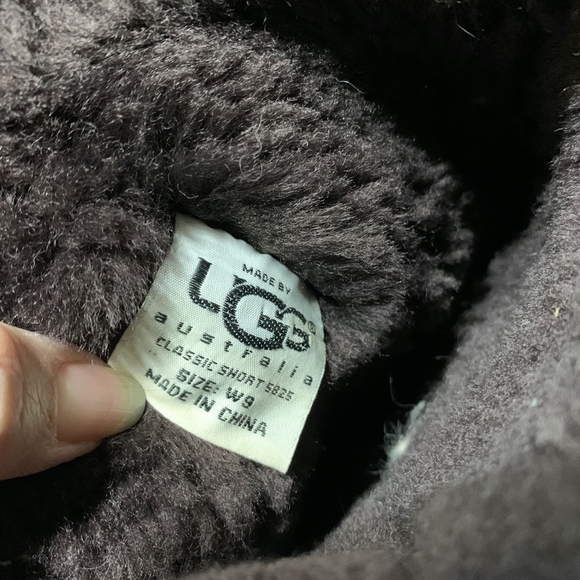 MADE BY
UGG®
australia
CLASSIC SHORT 5825
SIZE: W9
MADE IN CHINA